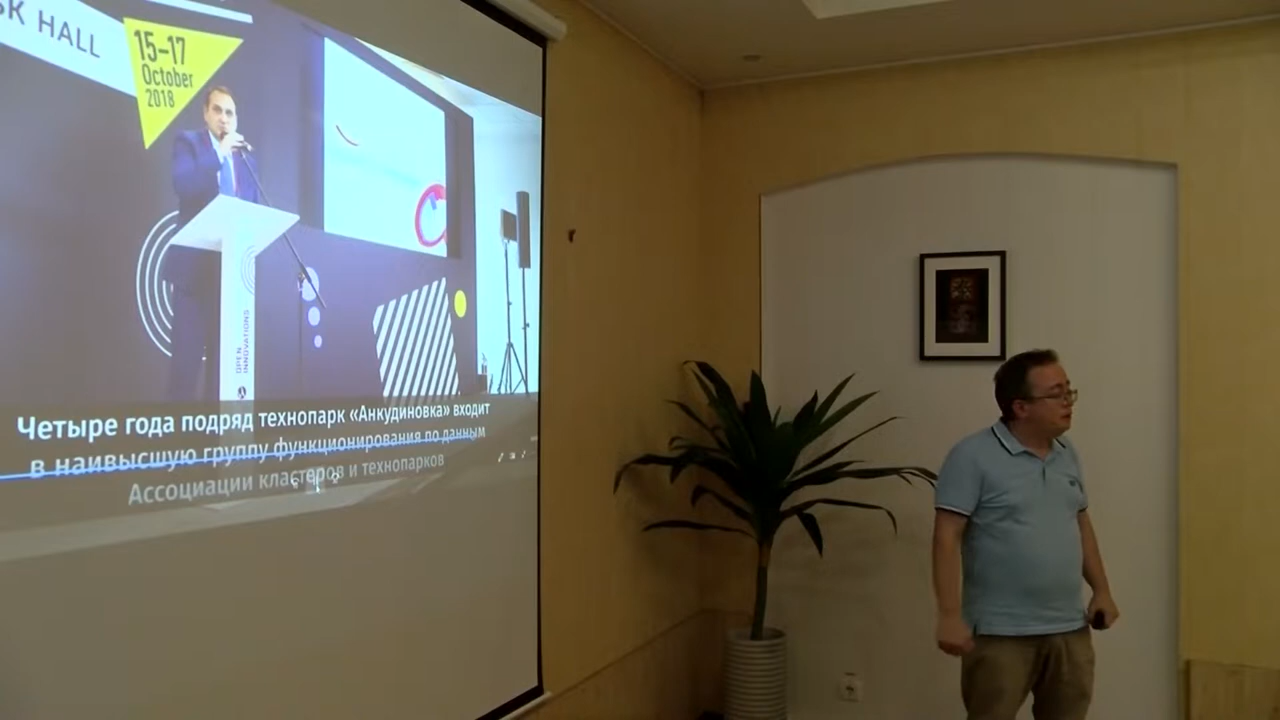 SK HALL
15–17
October
2018
OPEN
INNOVATIONS
Четыре года подряд технопарк «Анкудиновка» входит
в наивысшую группу функционирования по данным
Ассоциации кластеров и технопарков